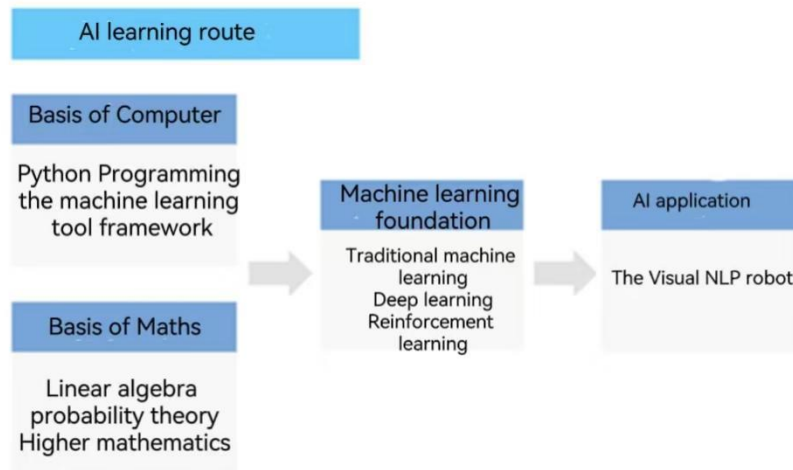 AI learning route
Basis of Computer
Python Programming
the machine learning
tool framework
Basis of Maths
Linear algebra
probability theory
Higher mathematics
Machine learning
foundation
Traditional machine
learning
Deep learning
Reinforcement
learning
AI application
The Visual NLP robot